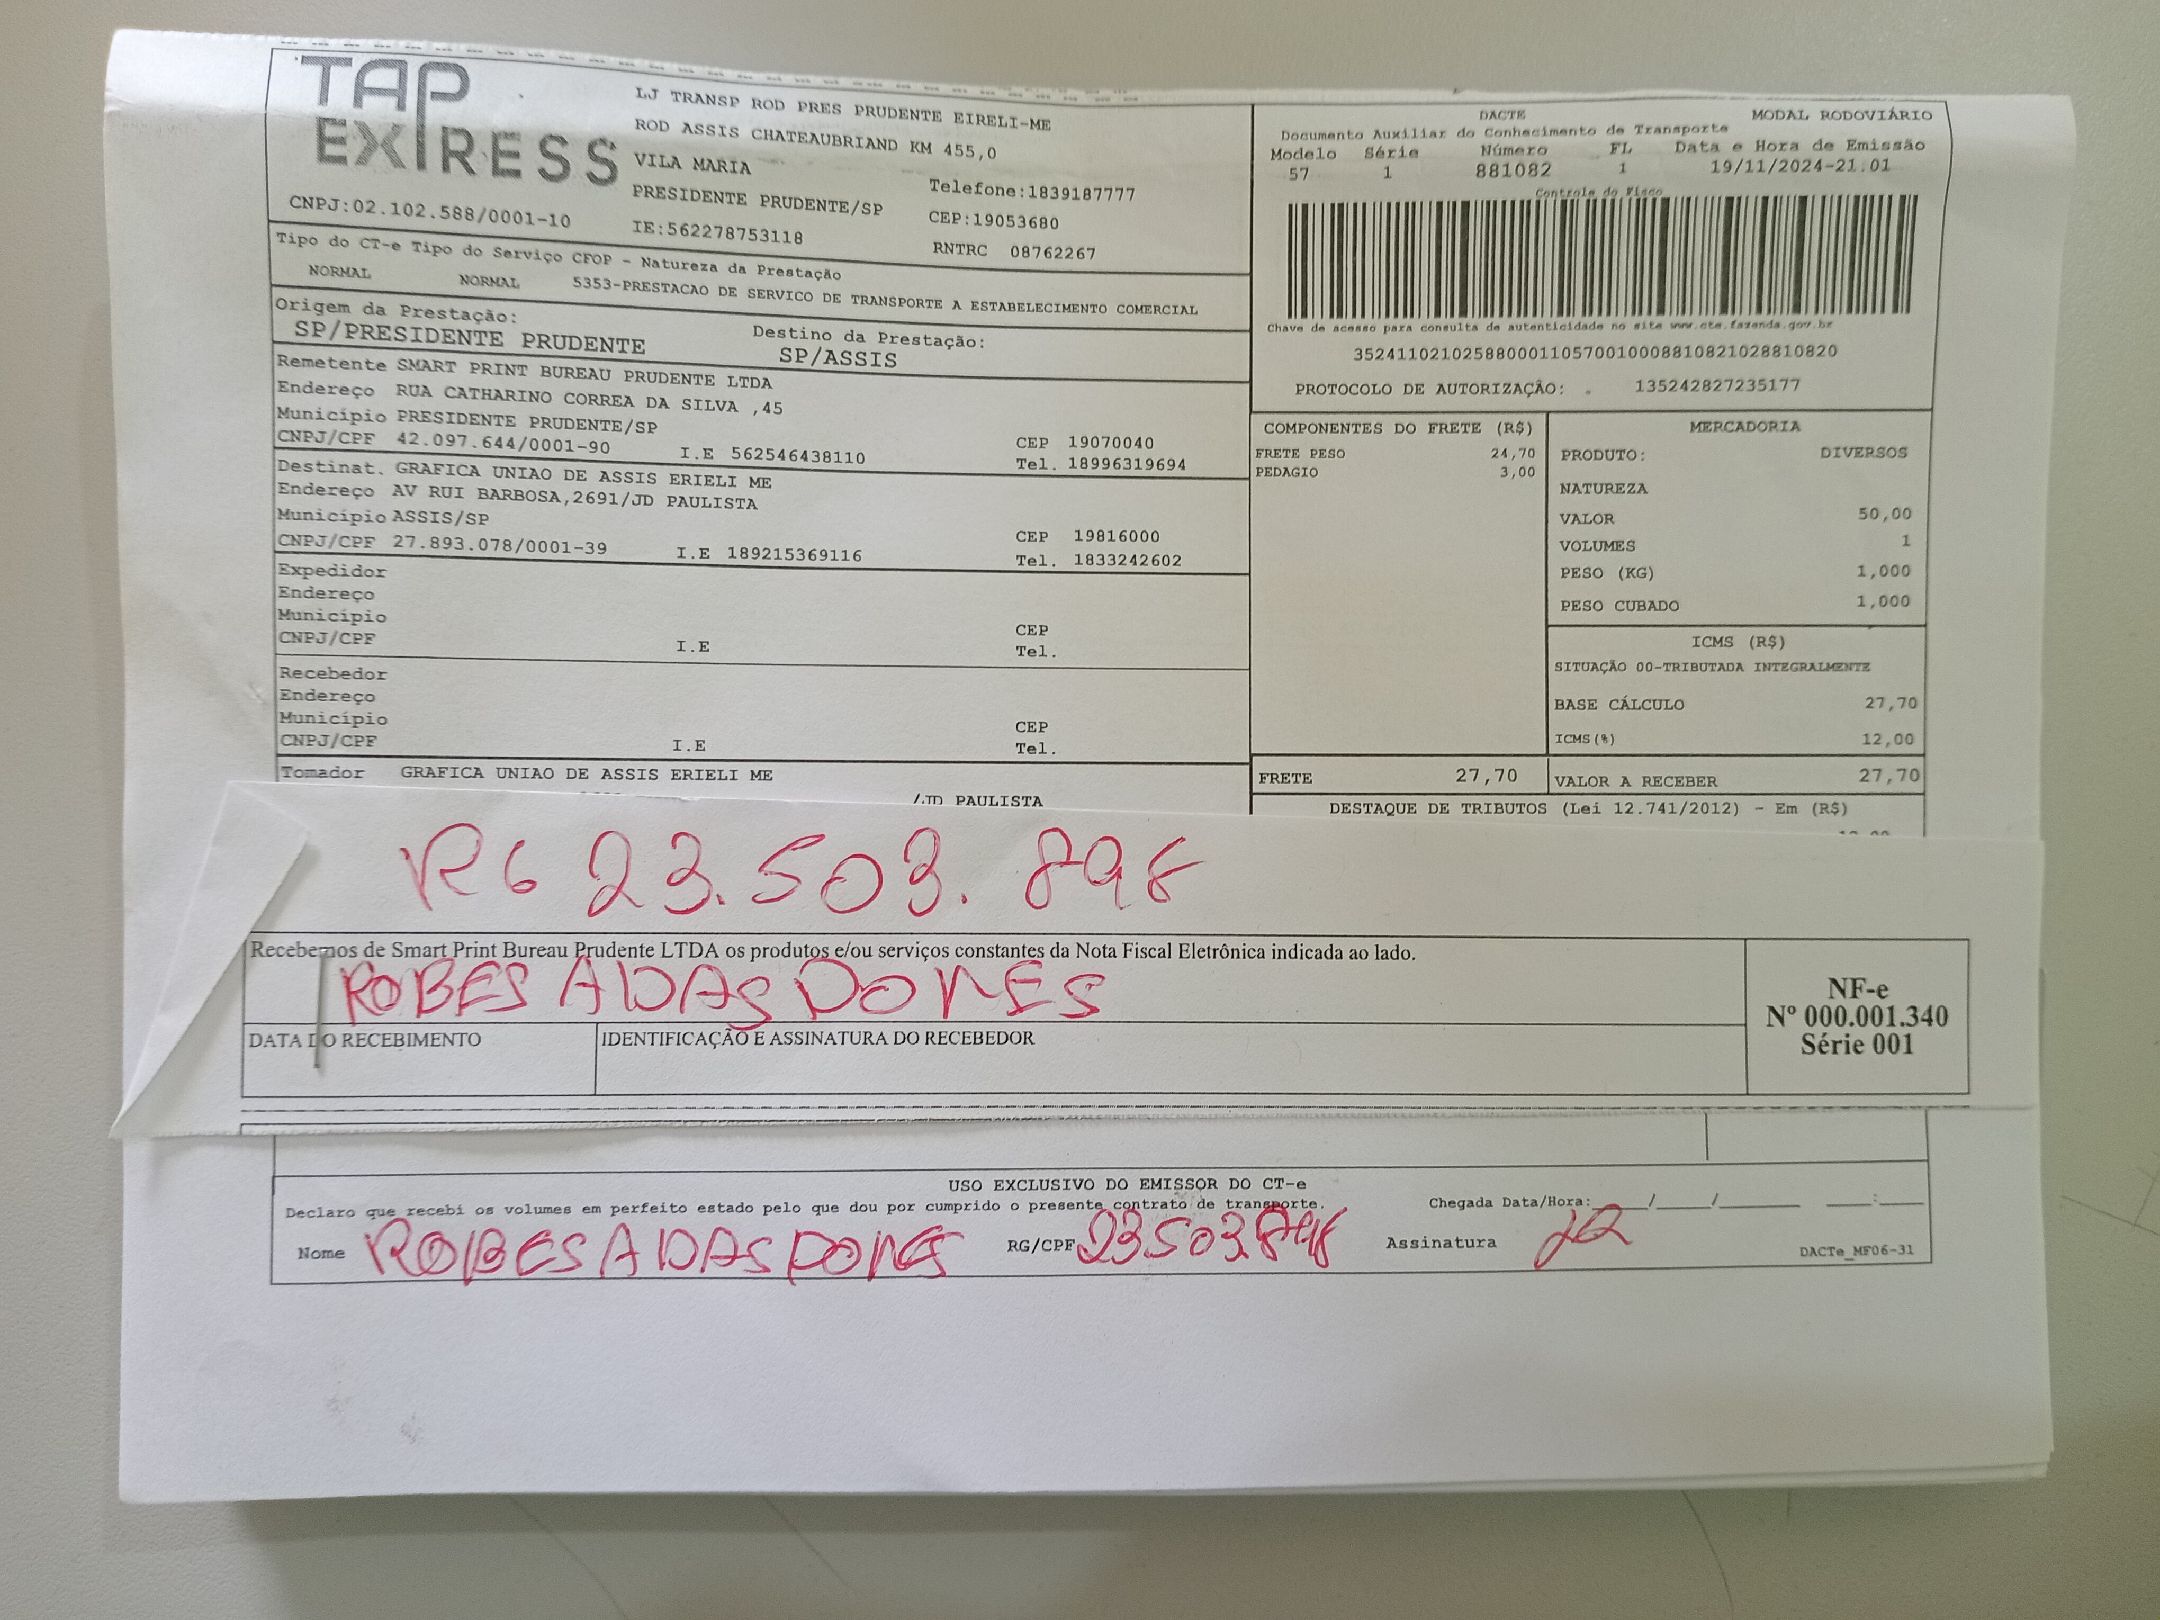 TAP
EXPRESS
CNPJ:02.102.588/0001-10
LJ TRANSP ROD PRES PRUDENTE EIRELI-ME
ROD ASSIS CHATEAUBRIAND KM 455,0
VILA MARIA
PRESIDENTE PRUDENTE/SP
IE:562278753118
Telefone:1839187777
CEP:19053680
RNTRC 08762267
DACTE MODAL RODOVIÁRIO
Documento Auxiliar do Conhecimento de Transporte
Modelo Série Número FL Data e Hora de Emissão
57 1 881082 1 19/11/2024-21.01
Controle do Fisco
Chave de acesso para consulta de autenticidade no site www.cte.fazenda.gov.br
35241102102588000110570010008810821028810820
PROTOCOLO DE AUTORIZAÇÃO: 135242827235177
Tipo do CT-e Tipo do Serviço CFOP - Natureza da Prestação
NORMAL NORMAL 5353-PRESTACAO DE SERVICO DE TRANSPORTE A ESTABELECIMENTO COMERCIAL
Origem da Prestação: Destino da Prestação:
SP/PRESIDENTE PRUDENTE SP/ASSIS
Remetente SMART PRINT BUREAU PRUDENTE LTDA
Endereço RUA CATHARINO CORREA DA SILVA ,45
Município PRESIDENTE PRUDENTE/SP CEP 19070040
CNPJ/CPF 42.097.644/0001-90 I.E 562546438110 Tel. 18996319694
Destinat. GRAFICA UNIAO DE ASSIS ERIELI ME
Endereço AV RUI BARBOSA,2691/JD PAULISTA
Município ASSIS/SP CEP 19816000
CNPJ/CPF 27.893.078/0001-39 I.E 189215369116 Tel. 1833242602
Expedidor
Endereço
Município CEP
CNPJ/CPF I.E Tel.
Recebedor
Endereço
Município CEP
CNPJ/CPF I.E Tel.
Tomador GRAFICA UNIAO DE ASSIS ERIELI ME
/JD PAULISTA
COMPONENTES DO FRETE (R$)
FRETE PESO 24,70
PEDAGIO 3,00
FRETE 27,70
MERCADORIA
PRODUTO: DIVERSOS
NATUREZA
VALOR 50,00
VOLUMES 1
PESO (KG) 1,000
PESO CUBADO 1,000
ICMS (R$)
SITUAÇÃO 00-TRIBUTADA INTEGRALMENTE
BASE CÁLCULO 27,70
ICMS(%) 12,00
VALOR A RECEBER 27,70
DESTAQUE DE TRIBUTOS (Lei 12.741/2012) - Em (R$)
RG 23.503.898
Recebemos de Smart Print Bureau Prudente LTDA os produtos e/ou serviços constantes da Nota Fiscal Eletrônica indicada ao lado.
ROBES ADAS DONES
DATA DO RECEBIMENTO IDENTIFICAÇÃO E ASSINATURA DO RECEBEDOR
NF-e
Nº 000.001.340
Série 001
USO EXCLUSIVO DO EMISSOR DO CT-e
Declaro que recebi os volumes em perfeito estado pelo que dou por cumprido o presente contrato de transporte. Chegada Data/Hora: / / :
Nome ROBES ADAS DONES RG/CPF 23.503.898 Assinatura DACTe_MF06-31